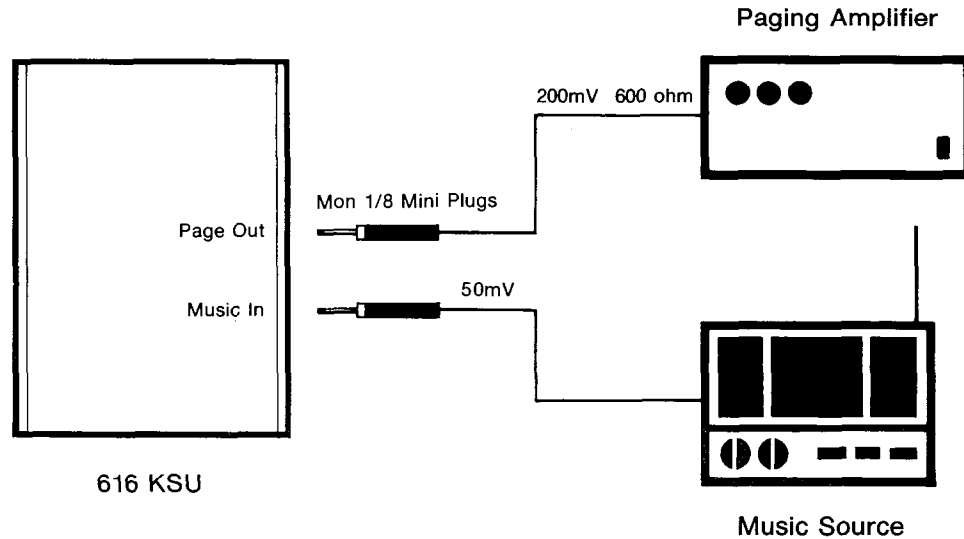 Paging Amplifier
200mV 600 ohm
Mon 1/8 Mini Plugs
Page Out
Music In
50mV
616 KSU
Music Source